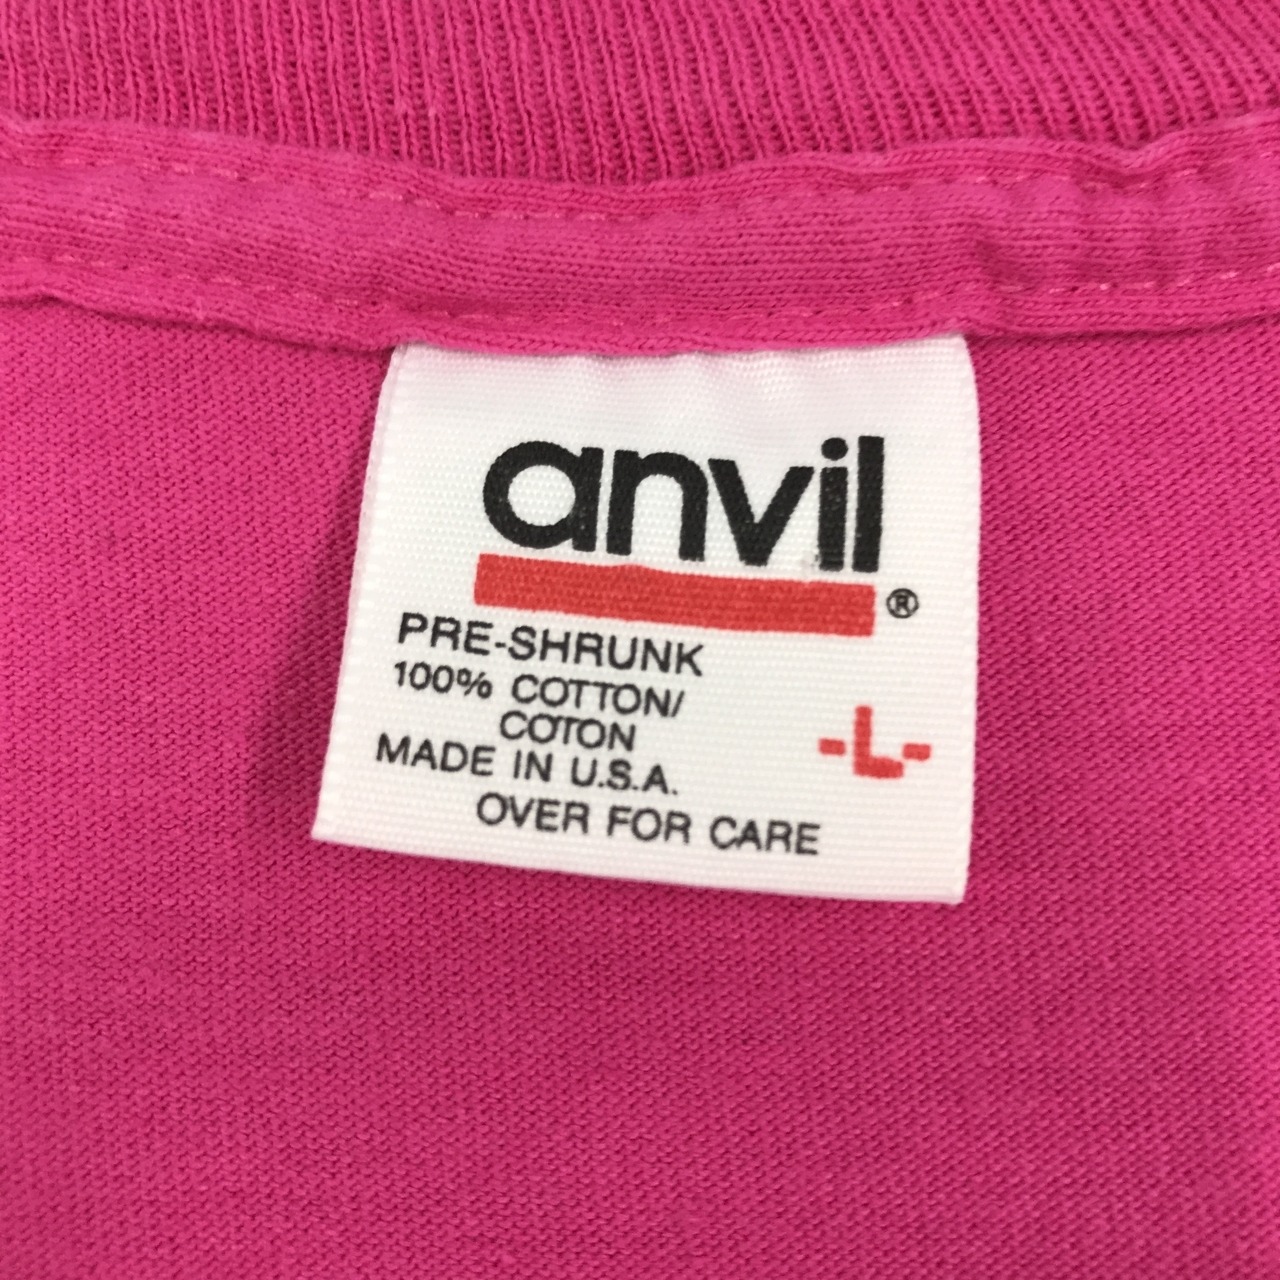 anvil®
PRE-SHRUNK
100% COTTON/
COTON
-L-
MADE IN U.S.A.
OVER FOR CARE